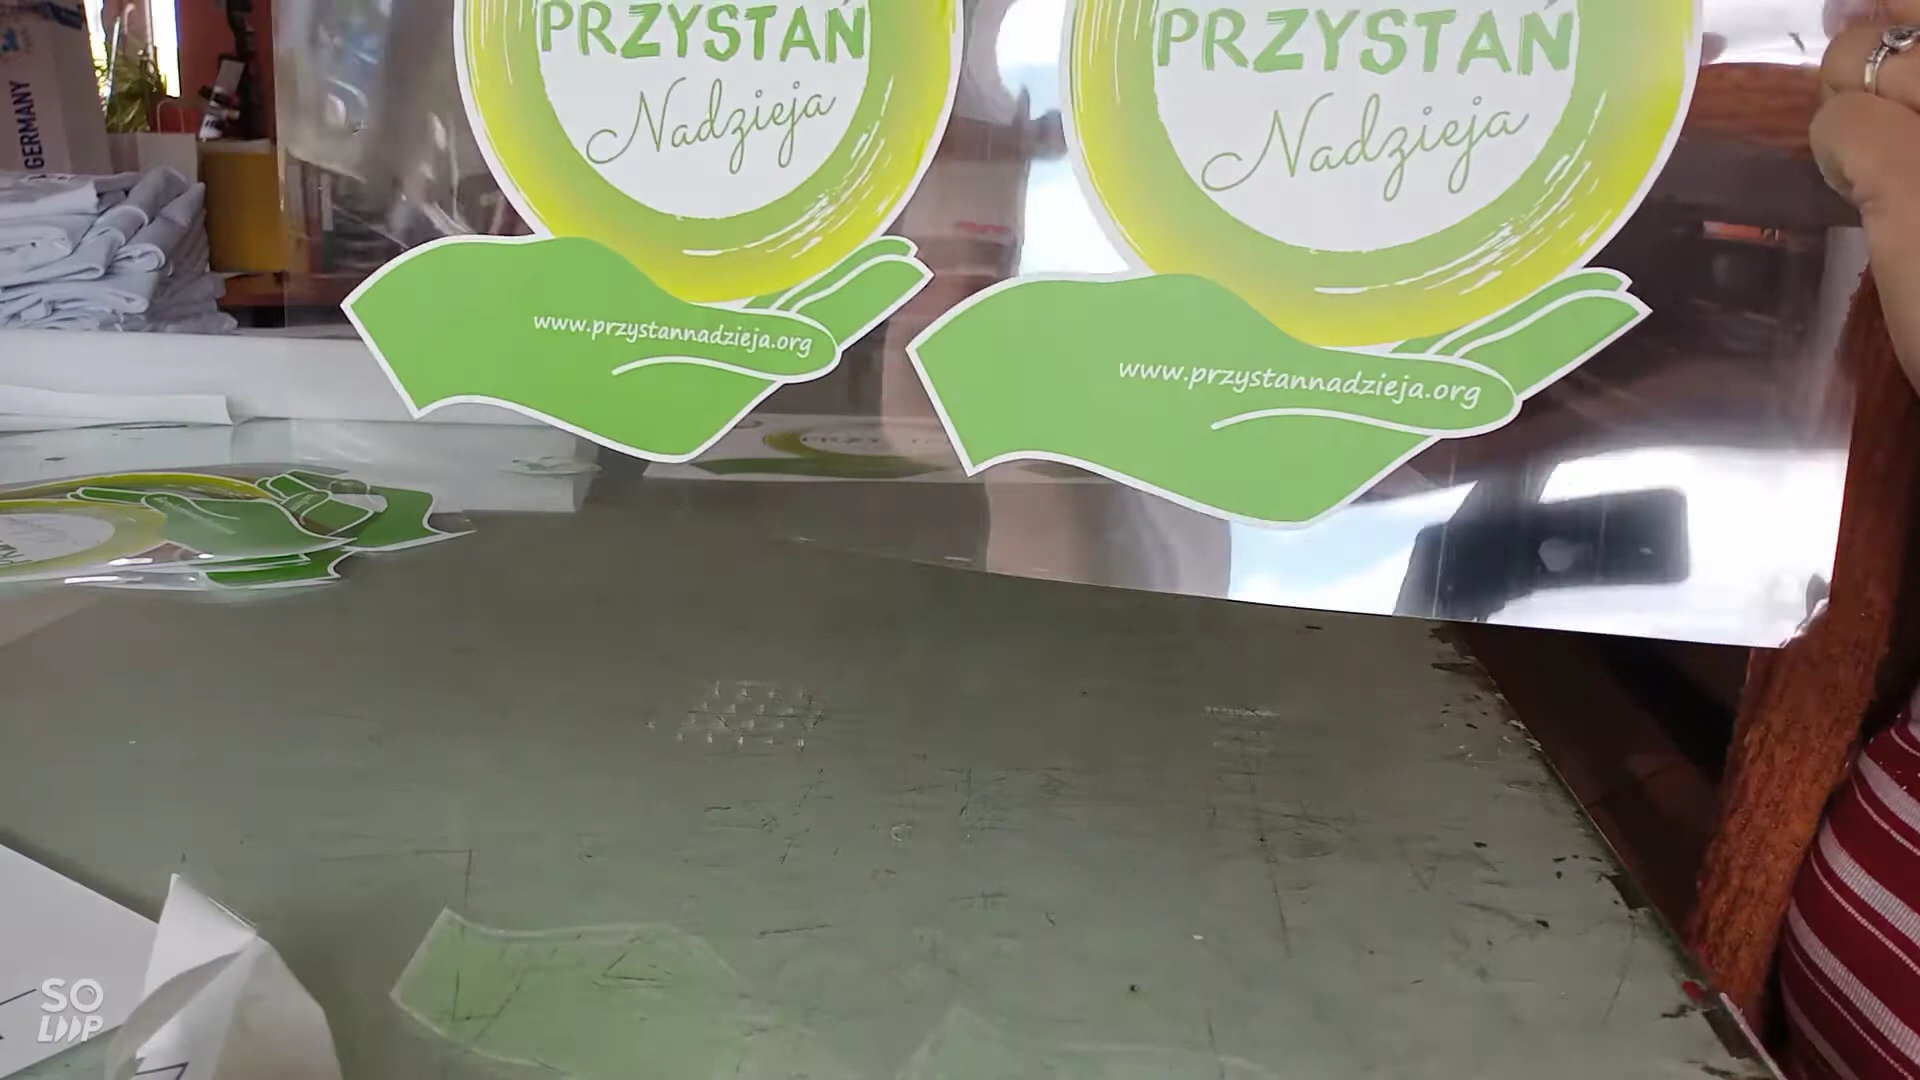 PRZYSTAŃ
Nadzieja
www.przystannadzieja.org
PRZYSTAŃ
Nadzieja
www.przystannadzieja.org
GERMANY
SO
LOOP